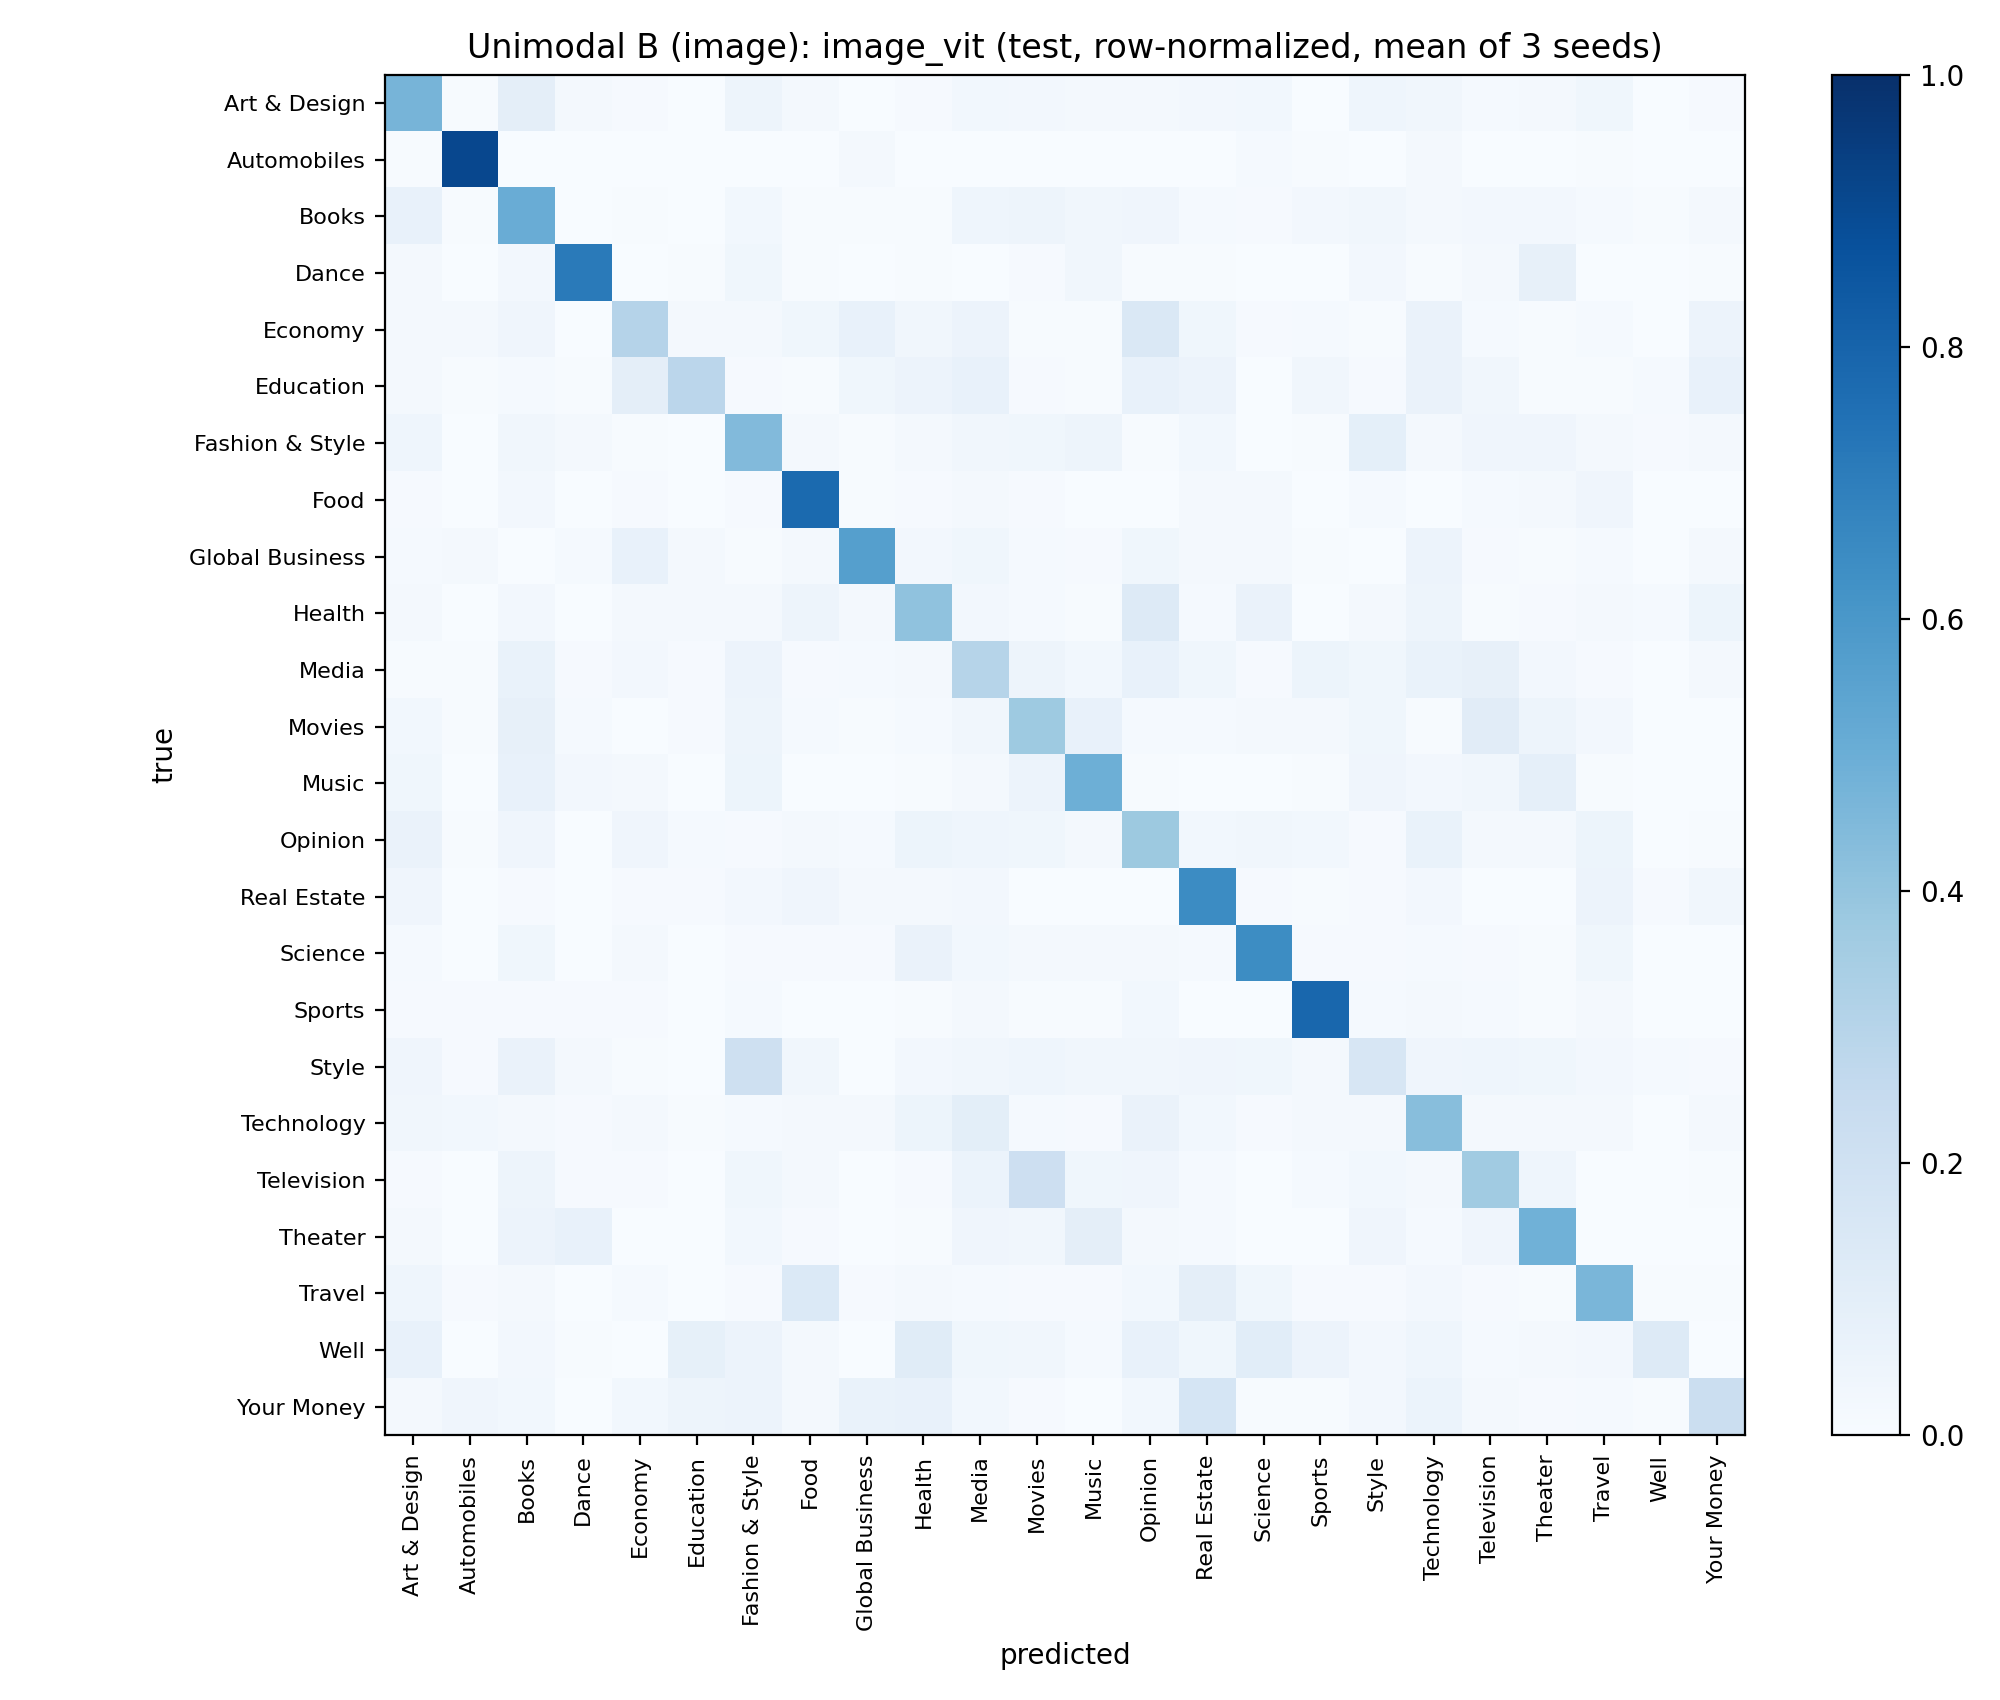 Unimodal B (image): image_vit (test, row-normalized, mean of 3 seeds)
Art & Design
Automobiles
Books
Dance
Economy
Education
Fashion & Style
Food
Global Business
Health
Media
Movies
Music
Opinion
Real Estate
Science
Sports
Style
Technology
Television
Theater
Travel
Well
Your Money
true
Art & Design
Automobiles
Books
Dance
Economy
Education
Fashion & Style
Food
Global Business
Health
Media
Movies
Music
Opinion
Real Estate
Science
Sports
Style
Technology
Television
Theater
Travel
Well
Your Money
predicted
1.0
0.8
0.6
0.4
0.2
0.0